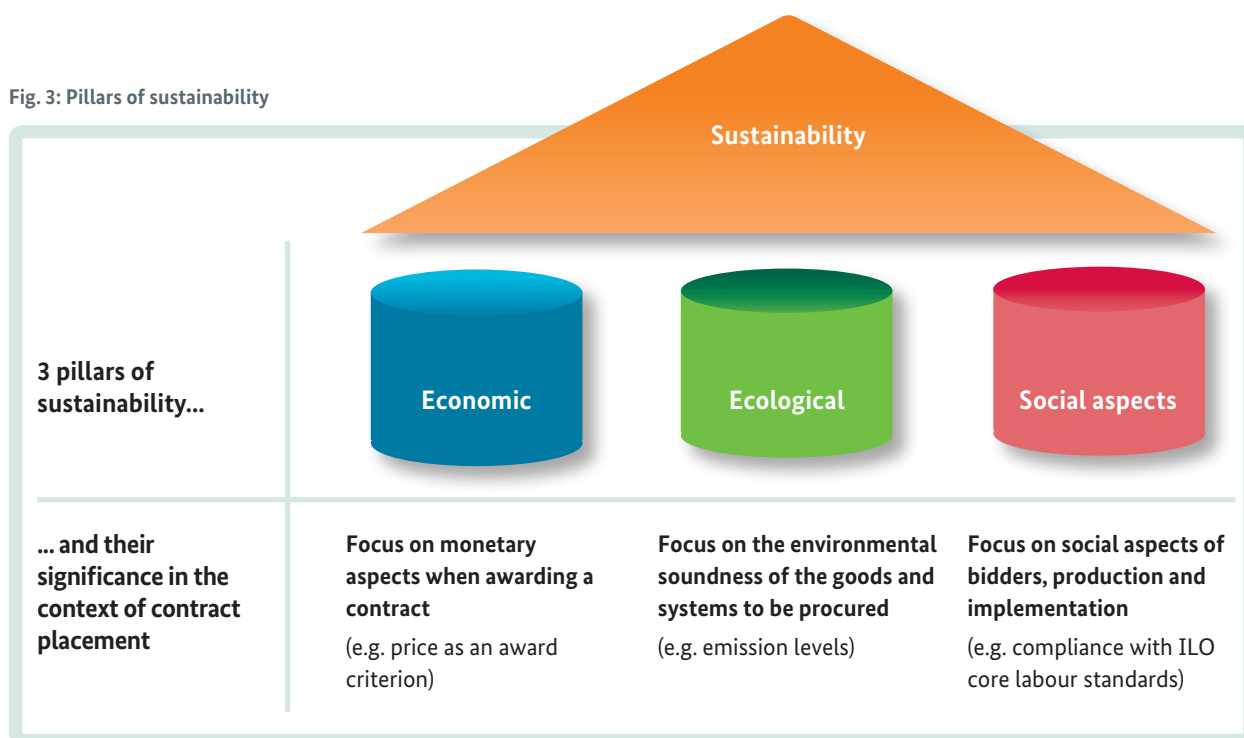 Fig. 3: Pillars of sustainability
Sustainability
3 pillars of
sustainability...
Economic
Ecological
Social aspects
... and their
significance in the
context of contract
placement
Focus on monetary
aspects when awarding a
contract
(e.g. price as an award
criterion)
Focus on the environmental
soundness of the goods and
systems to be procured
(e.g. emission levels)
Focus on social aspects of
bidders, production and
implementation
(e.g. compliance with ILO
core labour standards)